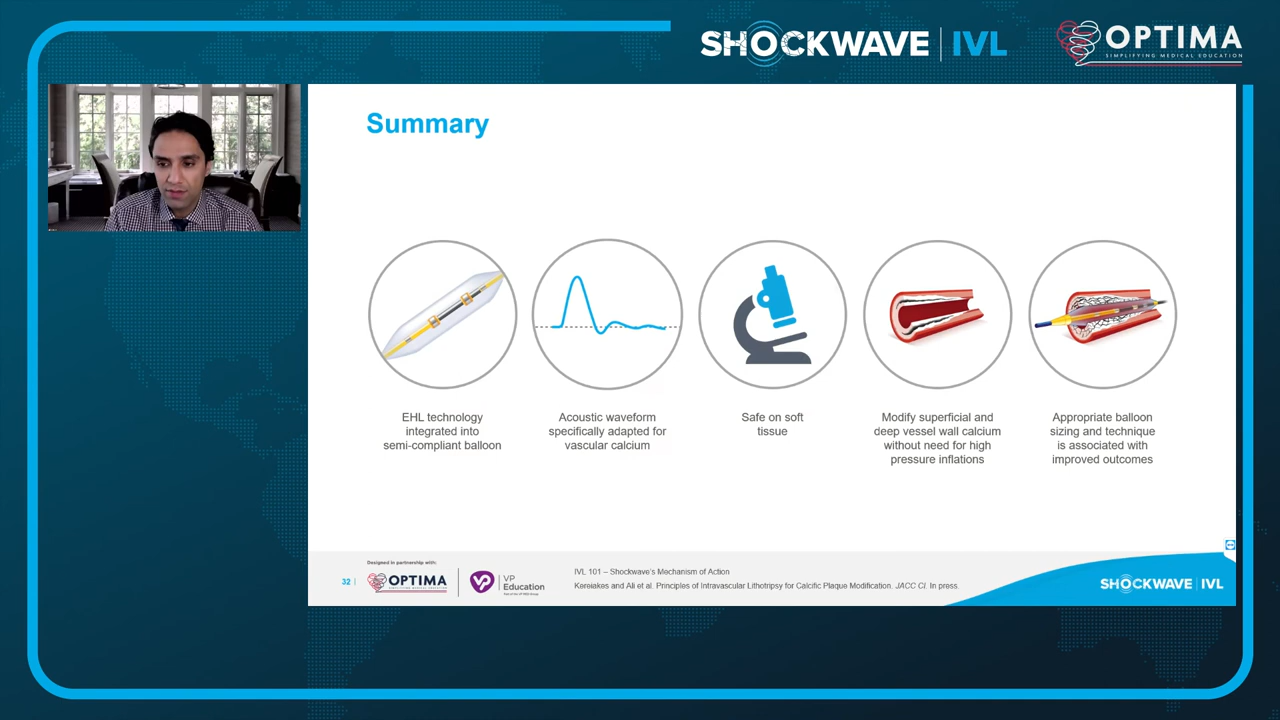 SHOCKWAVE | IVL
OPTIMA
SIMPLIFYING MEDICAL EDUCATION
Summary
EHL technology
integrated into
semi-compliant balloon
Acoustic waveform
specifically adapted for
vascular calcium
Safe on soft
tissue
Modify superficial and
deep vessel wall calcium
without need for high
pressure inflations
Appropriate balloon
sizing and technique
is associated with
improved outcomes
32 |
Designed in partnership with:
OPTIMA
SIMPLIFYING MEDICAL EDUCATION
VP
Education
IVL 101 – Shockwave's Mechanism of Action
Kereiakes and Ali et al. Principles of Intravascular Lithotripsy for Calcific Plaque Modification. JACC CI. In press.
SHOCKWAVE | IVL